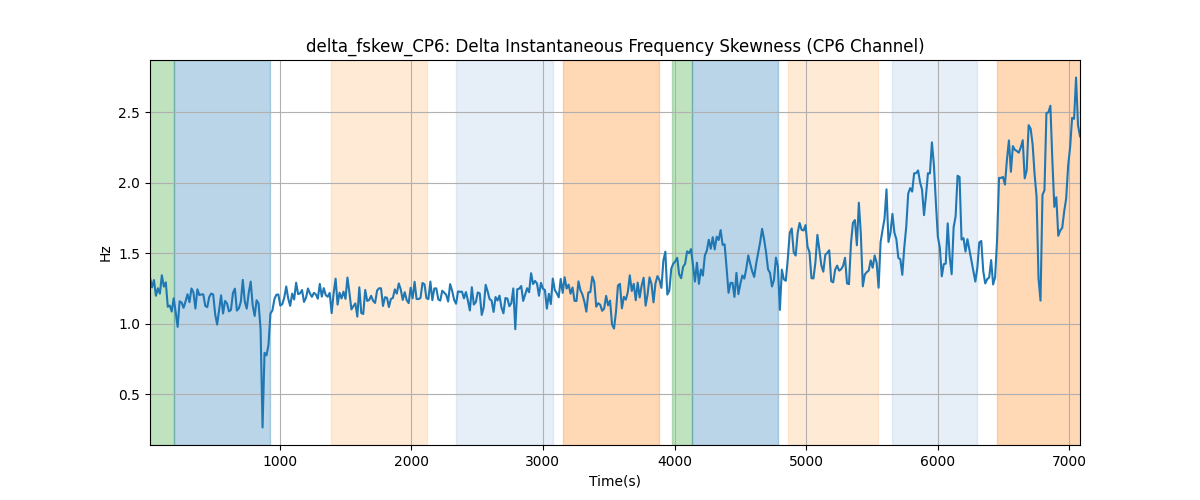 delta_fskew_CP6: Delta Instantaneous Frequency Skewness (CP6 Channel)
Hz
2.5
2.0
1.5
1.0
0.5
1000 2000 3000 4000 5000 6000 7000
Time(s)